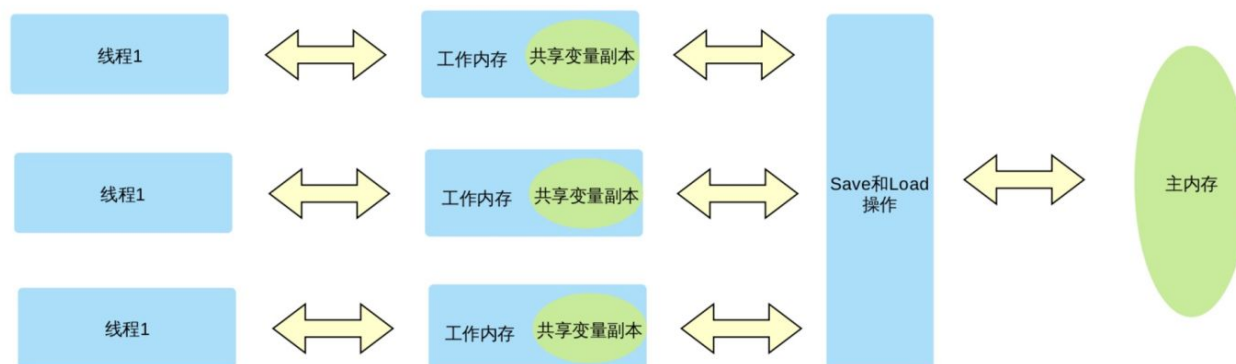 线程1
工作内存
共享变量副本
线程1
工作内存
共享变量副本
Save和Load
操作
主内存
线程1
工作内存
共享变量副本